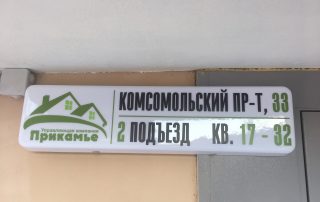 Управляющая компания
Прикамье
КОМСОМОЛЬСКИЙ ПР-Т, 33
2 ПОДЪЕЗД КВ. 17 - 32